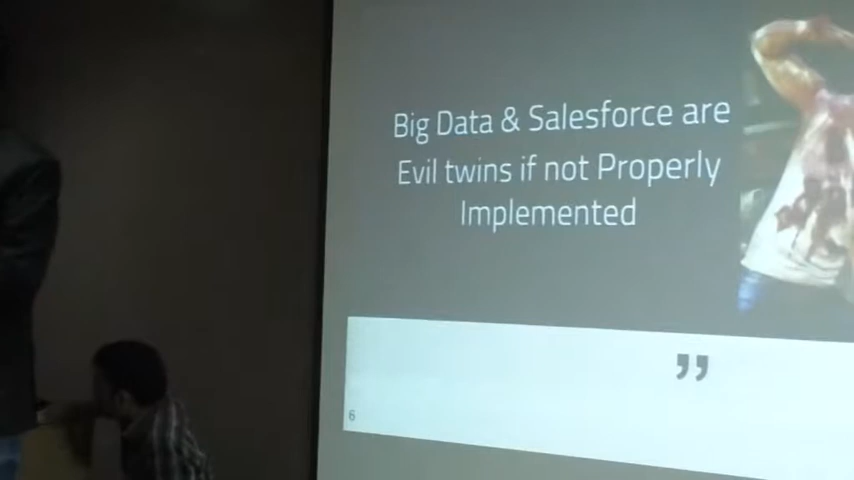 Big Data & Salesforce are
Evil twins if not Properly
Implemented
”
6